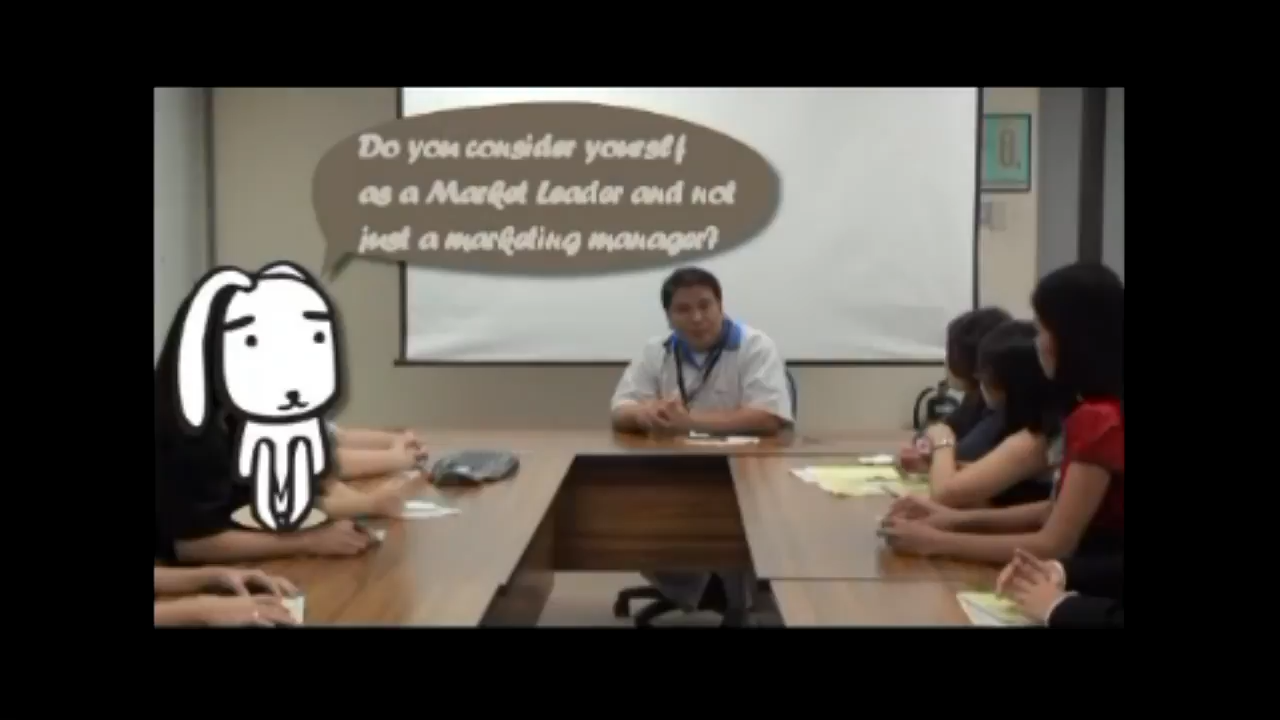 Do you consider yourself
as a Market Leader and not
just a marketing manager?